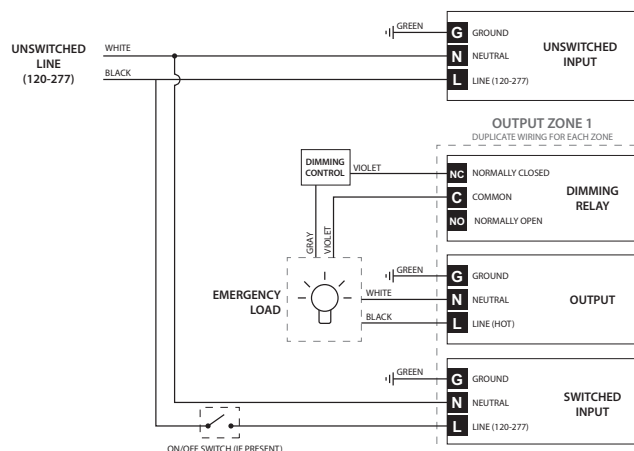 GREEN
G GROUND
UNSWITCHED
LINE
(120-277)
WHITE
N NEUTRAL
UNSWITCHED
INPUT
BLACK
L LINE (120-277)
OUTPUT ZONE 1
DUPLICATE WIRING FOR EACH ZONE
DIMMING
CONTROL
VIOLET
NC NORMALLY CLOSED
C COMMON
NO NORMALLY OPEN
DIMMING
RELAY
GRAY
VIOLET
EMERGENCY
LOAD
GREEN
G GROUND
WHITE
N NEUTRAL
OUTPUT
BLACK
L LINE (HOT)
GREEN
G GROUND
N NEUTRAL
SWITCHED
INPUT
L LINE (120-277)
ON/OFF SWITCH (IF PRESENT)